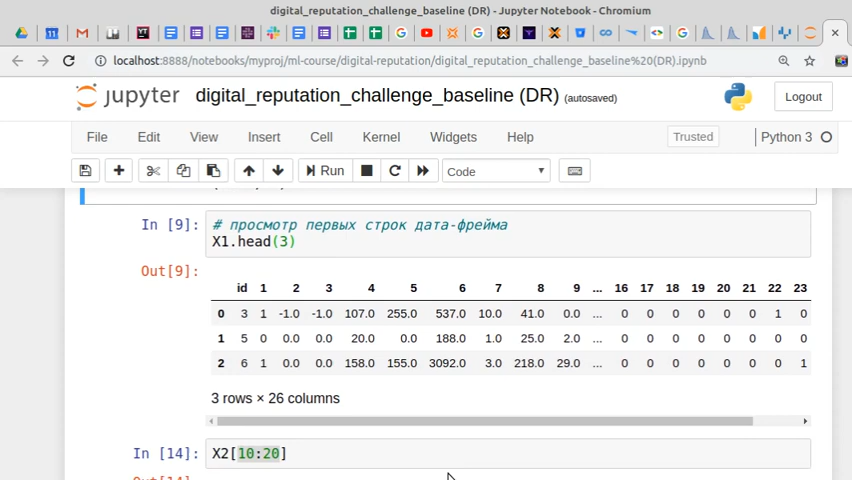 digital_reputation_challenge_baseline (DR) - Jupyter Notebook - Chromium
localhost:8888/notebooks/myproj/ml-course/digital-reputation/digital_reputation_challenge_baseline%20(DR).ipynb
jupyter digital_reputation_challenge_baseline (DR) (autosaved) Logout
File Edit View Insert Cell Kernel Widgets Help Trusted Python 3
Run Code
In [9]: # просмотр первых строк дата-фрейма
X1.head(3)
Out[9]:
id 1 2 3 4 5 6 7 8 9 ... 16 17 18 19 20 21 22 23
0 3 1 -1.0 -1.0 107.0 255.0 537.0 10.0 41.0 0.0 ... 0 0 0 0 0 0 1 0
1 5 0 0.0 0.0 20.0 0.0 188.0 1.0 25.0 2.0 ... 0 0 0 0 0 0 0 0
2 6 1 0.0 0.0 158.0 155.0 3092.0 3.0 218.0 29.0 ... 0 0 0 0 0 0 0 1
3 rows × 26 columns
In [14]: X2[10:20]
Out[14]: